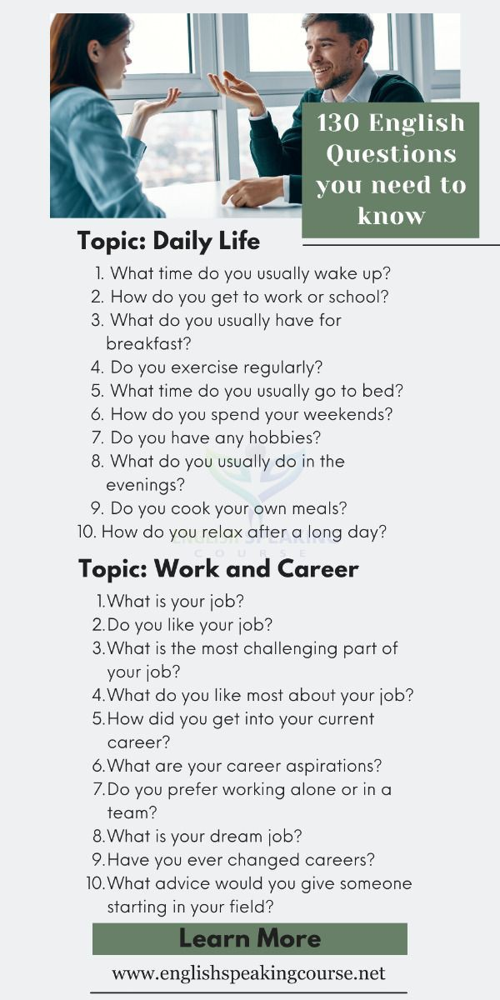 130 English
Questions
you need to
know
Topic: Daily Life
1. What time do you usually wake up?
2. How do you get to work or school?
3. What do you usually have for
breakfast?
4. Do you exercise regularly?
5. What time do you usually go to bed?
6. How do you spend your weekends?
7. Do you have any hobbies?
8. What do you usually do in the
evenings?
9. Do you cook your own meals?
10. How do you relax after a long day?
ENGLISH SPEAKING
COURSE
Topic: Work and Career
1.What is your job?
2.Do you like your job?
3.What is the most challenging part of
your job?
4.What do you like most about your job?
5.How did you get into your current
career?
6.What are your career aspirations?
7.Do you prefer working alone or in a
team?
8.What is your dream job?
9.Have you ever changed careers?
10.What advice would you give someone
starting in your field?
Learn More
www.englishspeakingcourse.net